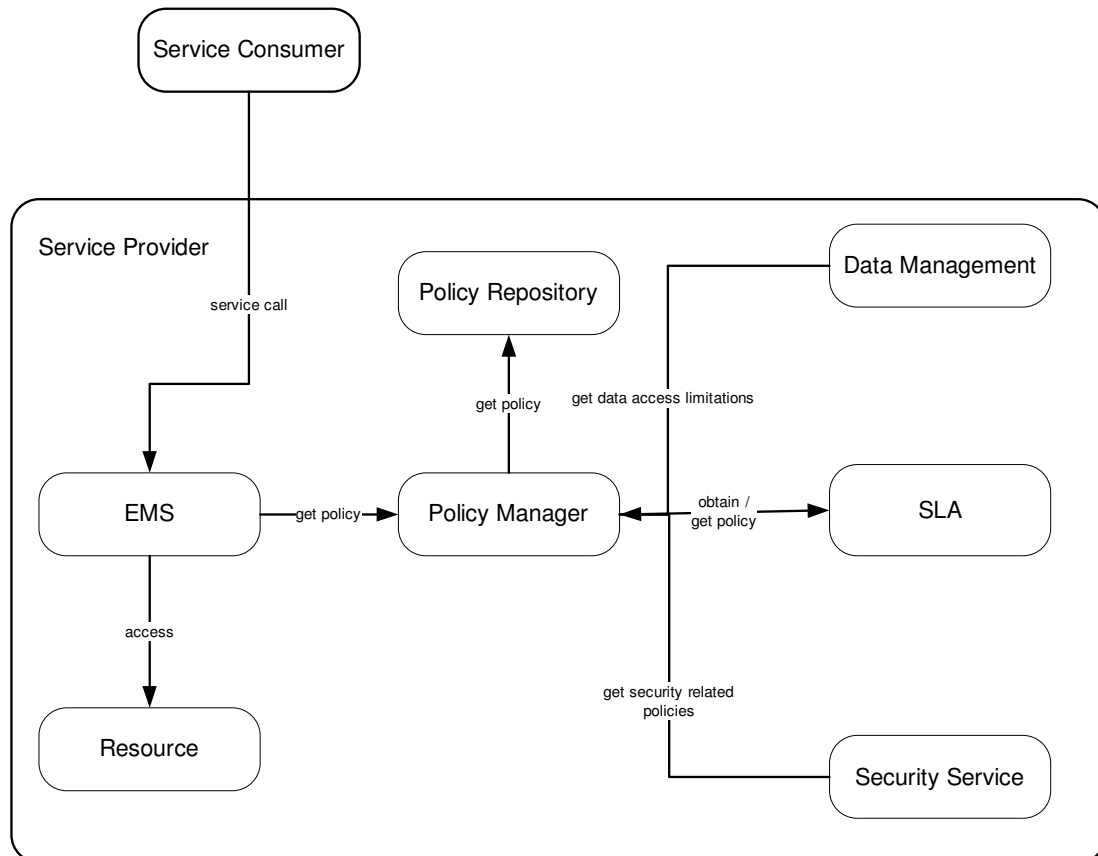 Service Consumer
Service Provider
Data Management
Policy Repository
service call
get policy
get data access limitations
EMS
get policy
Policy Manager
obtain /
get policy
SLA
access
get security related
policies
Resource
Security Service